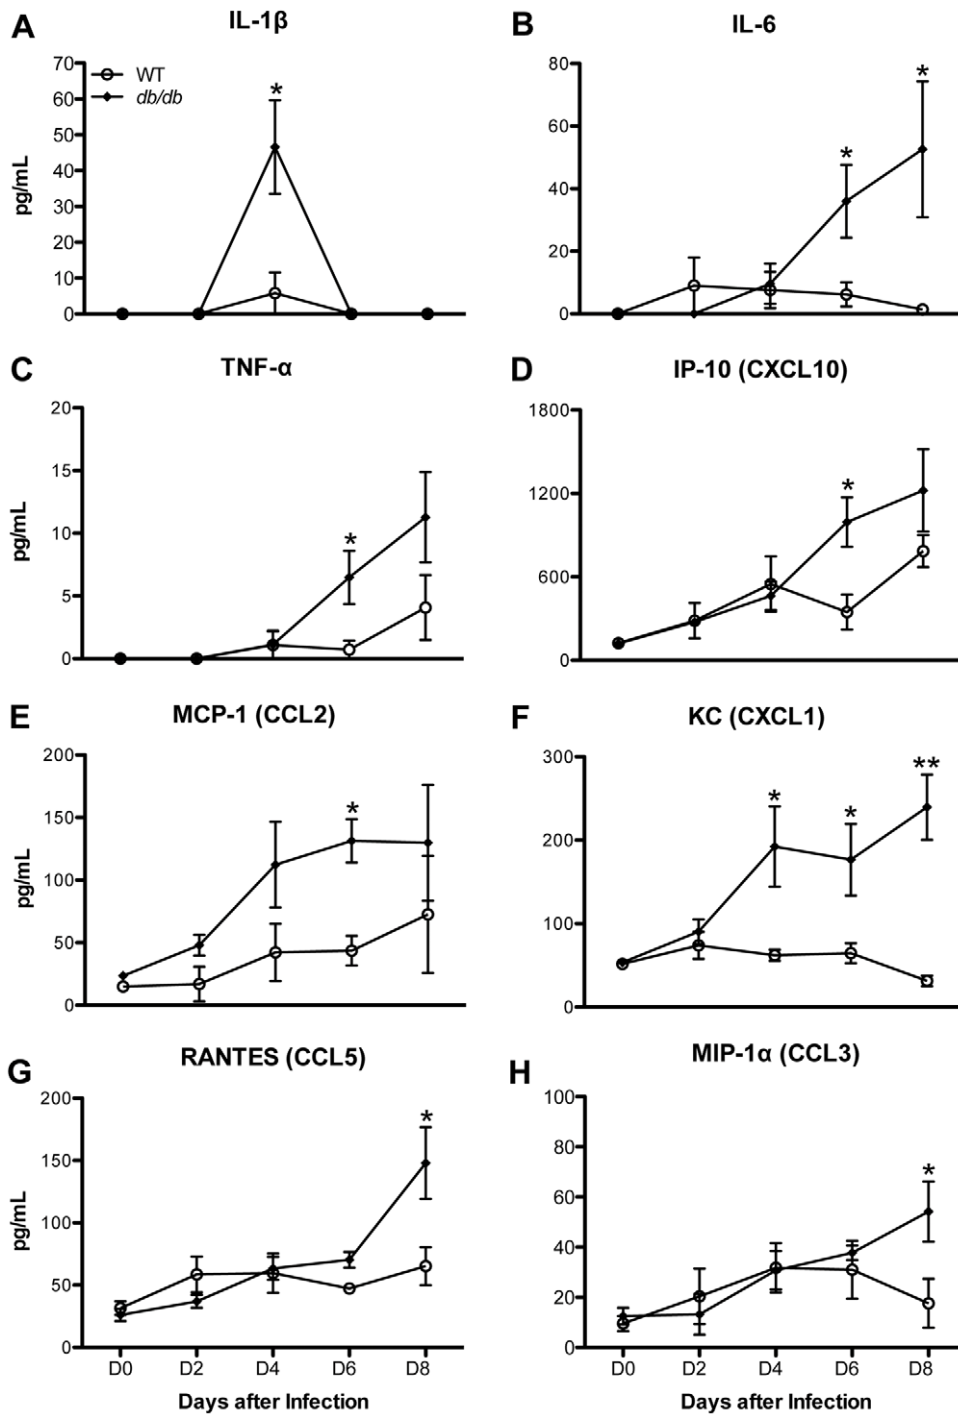 A
IL-1β
B
IL-6
WT
db/db
pg/mL
70
60
50
40
30
20
10
0
*
80
60
40
20
0
*
*
C
TNF-α
D
IP-10 (CXCL10)
pg/mL
20
15
10
5
0
*
1800
1200
600
0
*
E
MCP-1 (CCL2)
F
KC (CXCL1)
pg/mL
200
150
100
50
0
*
300
200
100
0
*
*
**
G
RANTES (CCL5)
H
MIP-1α (CCL3)
pg/mL
200
150
100
50
0
*
D0 D2 D4 D6 D8
Days after Infection
100
80
60
40
20
0
*
D0 D2 D4 D6 D8
Days after Infection